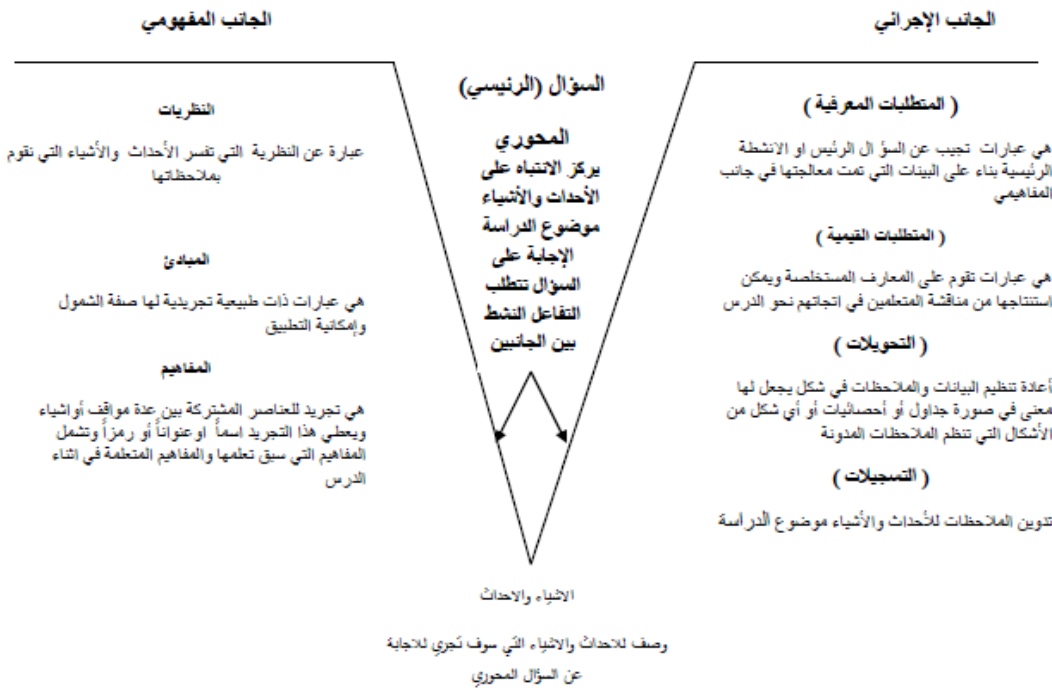 الجانب الإجرائي
الجانب المفهومي
السؤال (الرئيسي)
المحوري
يركز الانتباه على
الأحداث والأشياء
موضوع الدراسة
الإجابة على
السؤال تتطلب
التفاعل النشط
بين الجانبين
( المتطلبات المعرفية )
هي عبارات تجيب عن السؤ ال الرئيس او الانشطة
الرئيسية بناء على البينات التي تمت معالجتها في جانب
المفاهيمي
( المتطلبات القيمية )
هي عبارات تقوم على المعارف المستخلصة ويمكن
استنتاجها من مناقشة المتعلمين في اتجاتهم نحو الدرس
( التحويلات )
أعادة تنظيم البيانات والملاحظات في شكل يجعل لها
معنى في صورة جداول أو أحصائيات أو أي شكل من
الأشكال التي تنظم الملاحظات المدونة
( التسجيلات )
تدوين الملاحظات للأحداث والأشياء موضوع الدراسة
النظريات
عبارة عن النظرية التي تفسر الأحداث والأشياء التي نقوم
بملاحظاتها
المبادئ
هي عبارات ذات طبيعية تجريدية لها صفة الشمول
وإمكانية التطبيق
المفاهيم
هي تجريد للعناصر المشتركة بين عدة مواقف أو اشياء
ويعطي هذا التجريد اسماً اوعنواناً أو رمزاً وتشمل
المفاهيم التي سبق تعلمها والمفاهيم المتعلمة في اثناء
الدرس
الاشياء والاحداث
وصف للاحداث والاشياء التي سوف تجري للاجابة
عن السؤال المحوري